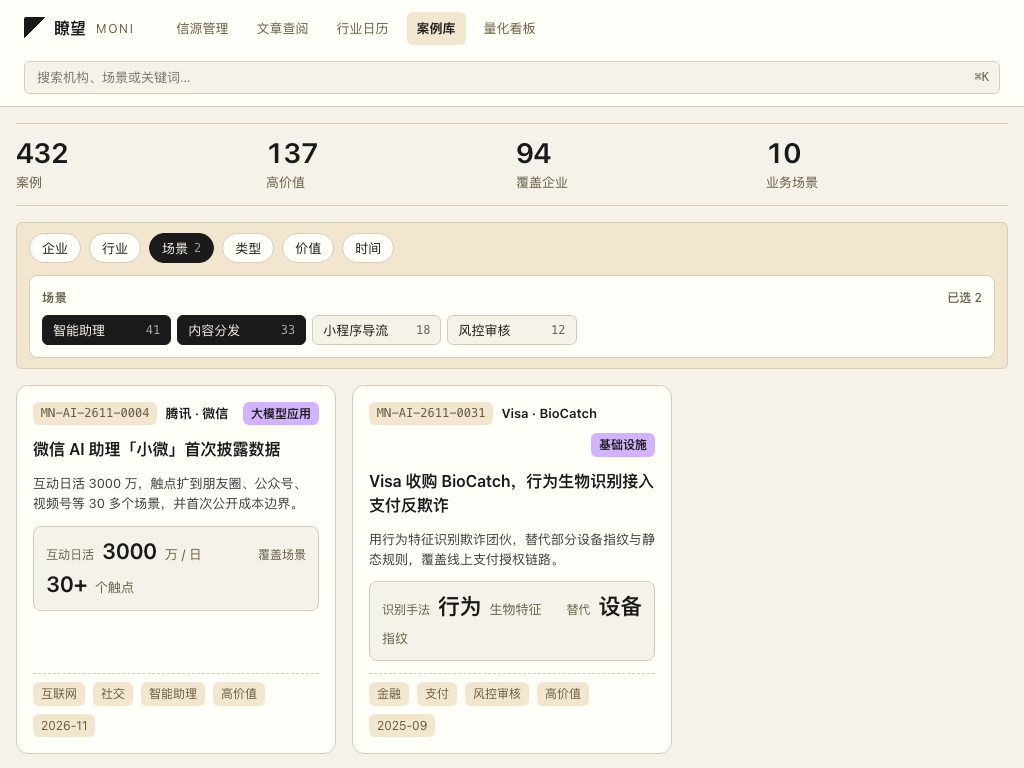 瞭望 MONI 信源管理 文章查阅 行业日历 案例库 量化看板
搜索机构、场景或关键词... ⌘K
432 137 94 10
案例 高价值 覆盖企业 业务场景
企业 行业 场景 2 类型 价值 时间
场景 已选 2
智能助理 41 内容分发 33 小程序导流 18 风控审核 12
MN-AI-2611-0004 腾讯 · 微信 大模型应用
微信 AI 助理「小微」首次披露数据
互动日活 3000 万，触点扩到朋友圈、公众号、
视频号等 30 多个场景，并首次公开成本边界。
互动日活 3000 万 / 日 覆盖场景
30+ 个触点
互联网 社交 智能助理 高价值
2026-11
MN-AI-2611-0031 Visa · BioCatch
基础设施
Visa 收购 BioCatch，行为生物识别接入
支付反欺诈
用行为特征识别欺诈团伙，替代部分设备指纹与静
态规则，覆盖线上支付授权链路。
识别手法 行为 生物特征 替代 设备
指纹
金融 支付 风控审核 高价值
2025-09